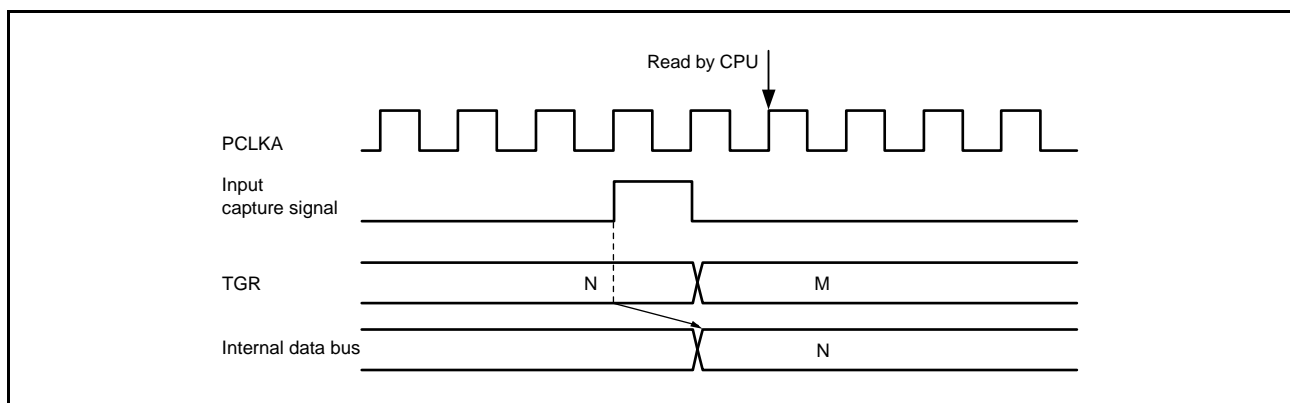 Read by CPU
PCLKA
Input
capture signal
TGR
N
M
Internal data bus
N